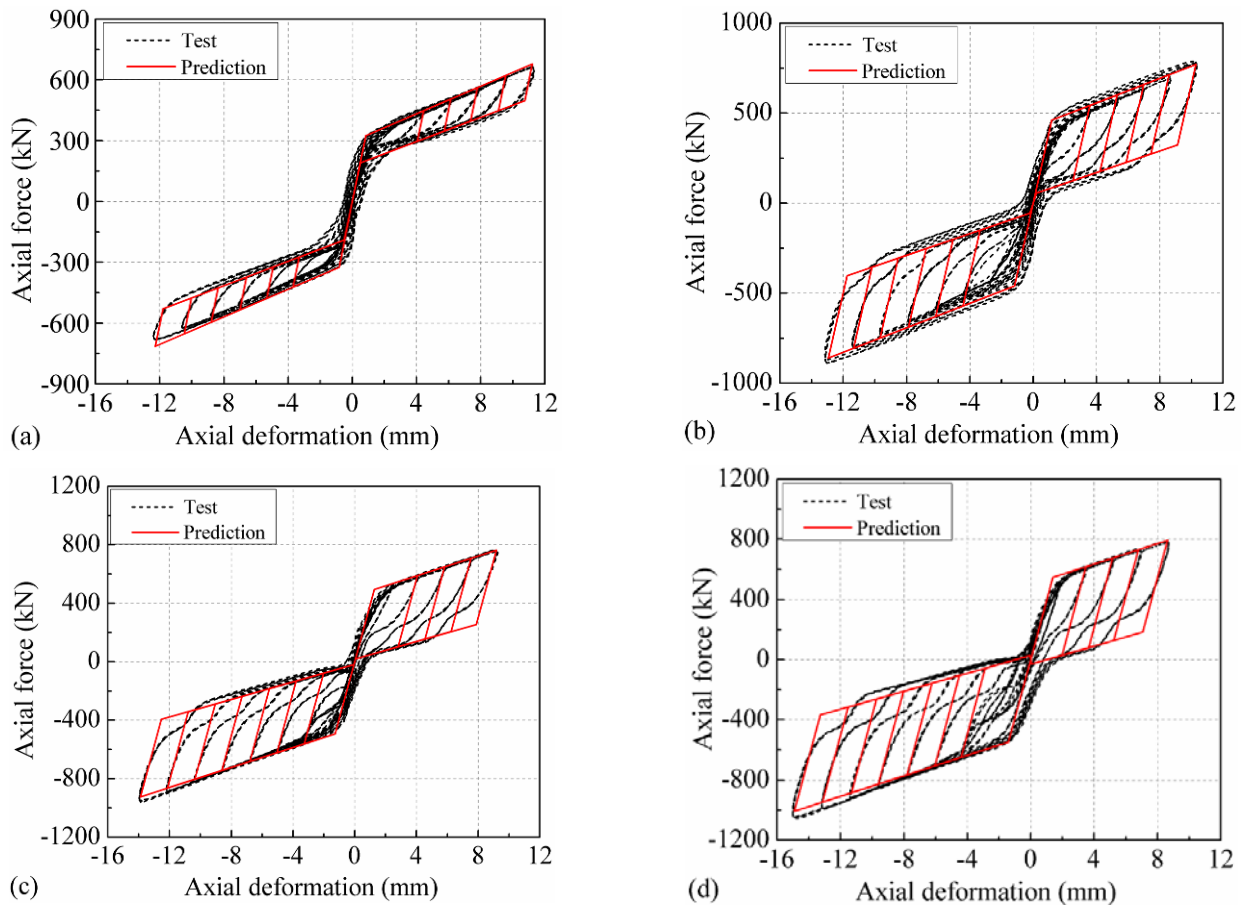 900
600
300
0
-300
-600
-900
Axial force (kN)
Test
Prediction
-16 -12 -8 -4 0 4 8 12
Axial deformation (mm)
(a)
1000
500
0
-500
-1000
Axial force (kN)
Test
Prediction
-16 -12 -8 -4 0 4 8 12
Axial deformation (mm)
(b)
1200
800
400
0
-400
-800
-1200
Axial force (kN)
Test
Prediction
-16 -12 -8 -4 0 4 8 12
Axial deformation (mm)
(c)
1200
800
400
0
-400
-800
-1200
Axial force (kN)
Test
Prediction
-16 -12 -8 -4 0 4 8 12
Axial deformation (mm)
(d)